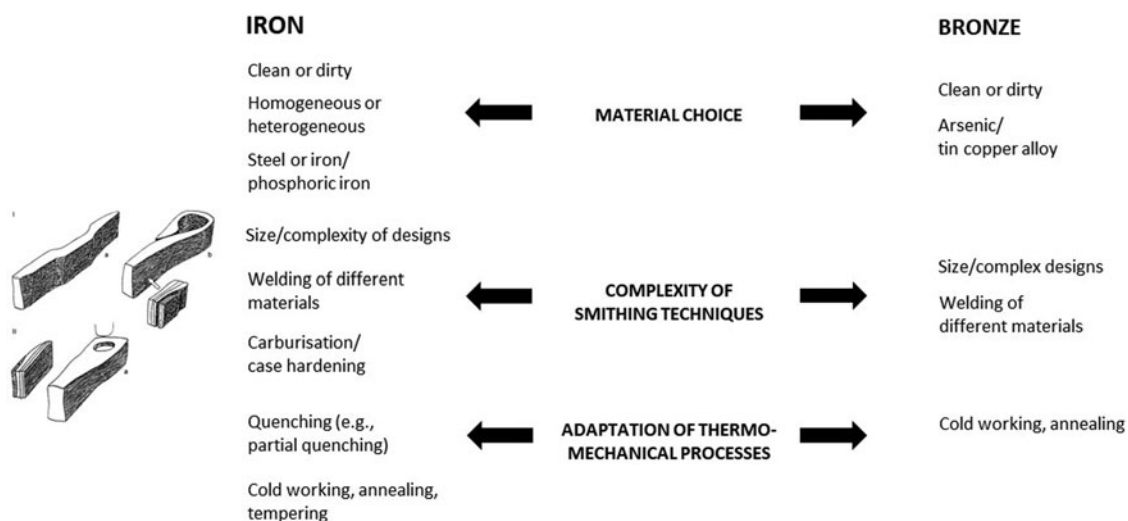 IRON
BRONZE
Clean or dirty
Homogeneous or
heterogeneous
Steel or iron/
phosphoric iron
MATERIAL CHOICE
Clean or dirty
Arsenic/
tin copper alloy
Size/complexity of designs
Welding of different
materials
Carburisation/
case hardening
COMPLEXITY OF
SMITHING TECHNIQUES
Size/complex designs
Welding of
different materials
Quenching (e.g.,
partial quenching)
Cold working, annealing,
tempering
ADAPTATION OF THERMO-
MECHANICAL PROCESSES
Cold working, annealing
I
a
b
II
a